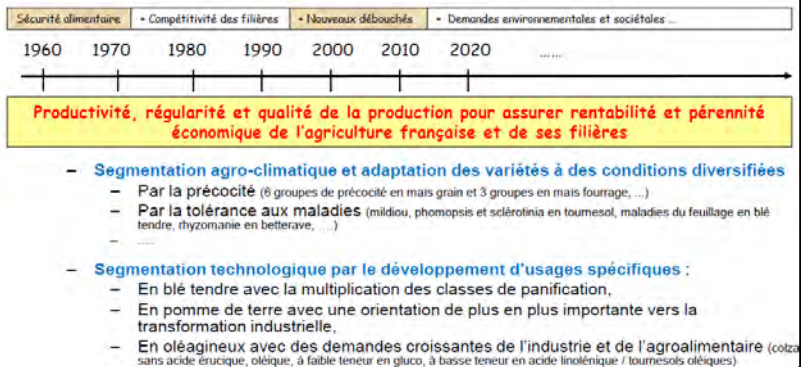 Sécurité alimentaire + Compétitivité des filières + Nouveaux débouchés + Demandes environnementales et sociétales ...
1960 1970 1980 1990 2000 2010 2020 ......
Productivité, régularité et qualité de la production pour assurer rentabilité et pérennité
économique de l'agriculture française et de ses filières
– Segmentation agro-climatique et adaptation des variétés à des conditions diversifiées
– Par la précocité (6 groupes de précocité en mais grain et 3 groupes en mais fourrage, ...)
– Par la tolérance aux maladies (mildiou, phomopsis et sclérotinia en tournesol, maladies du feuillage en blé
tendre, rhyzomanie en betterave, .....)
– ....
– Segmentation technologique par le développement d'usages spécifiques :
– En blé tendre avec la multiplication des classes de panification,
– En pomme de terre avec une orientation de plus en plus importante vers la
transformation industrielle,
– En oléagineux avec des demandes croissantes de l'industrie et de l'agroalimentaire (colza
sans acide érucique, oléique, à faible teneur en gluco, à basse teneur en acide linolénique / tournesols oléiques)